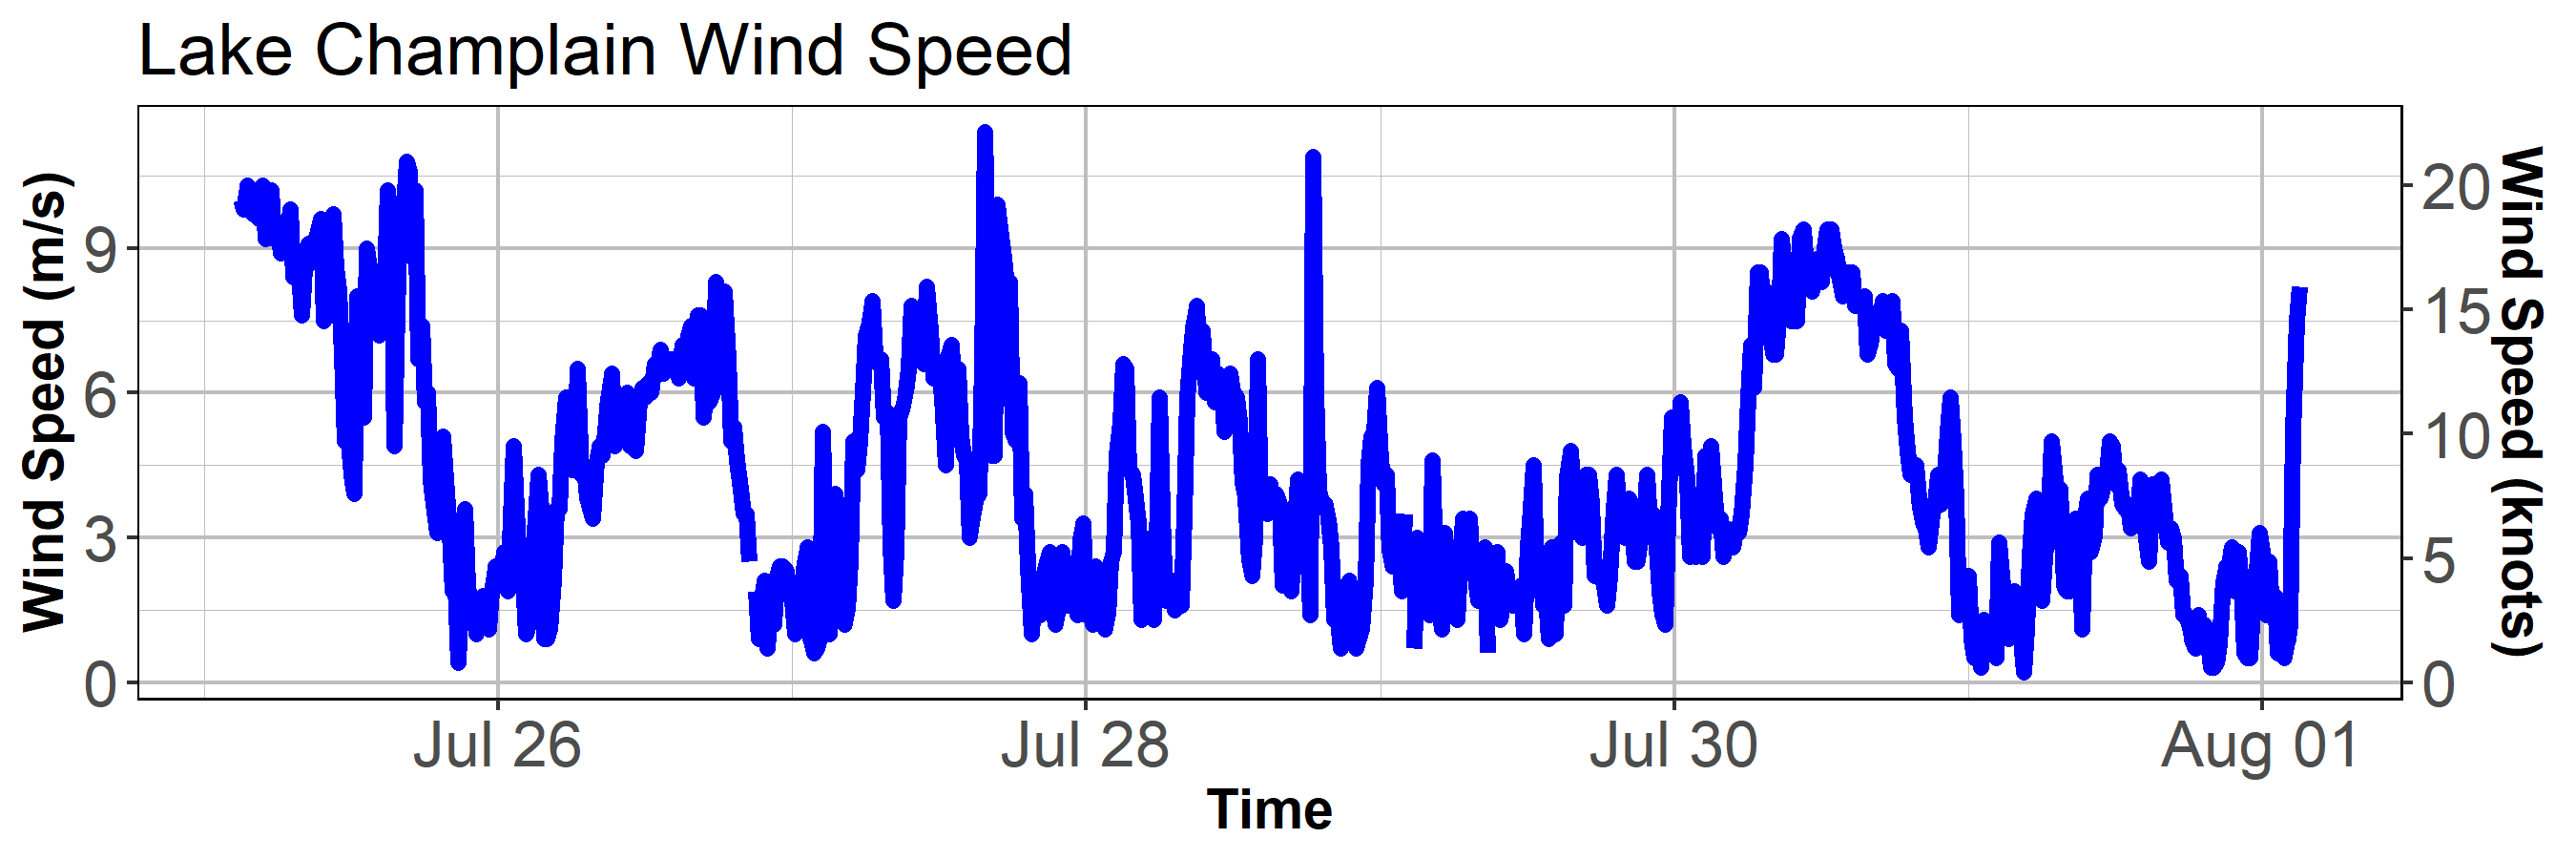 Lake Champlain Wind Speed
Wind Speed (m/s)
9
6
3
0
20
15
10
5
0
Wind Speed (knots)
Jul 26
Jul 28
Jul 30
Aug 01
Time